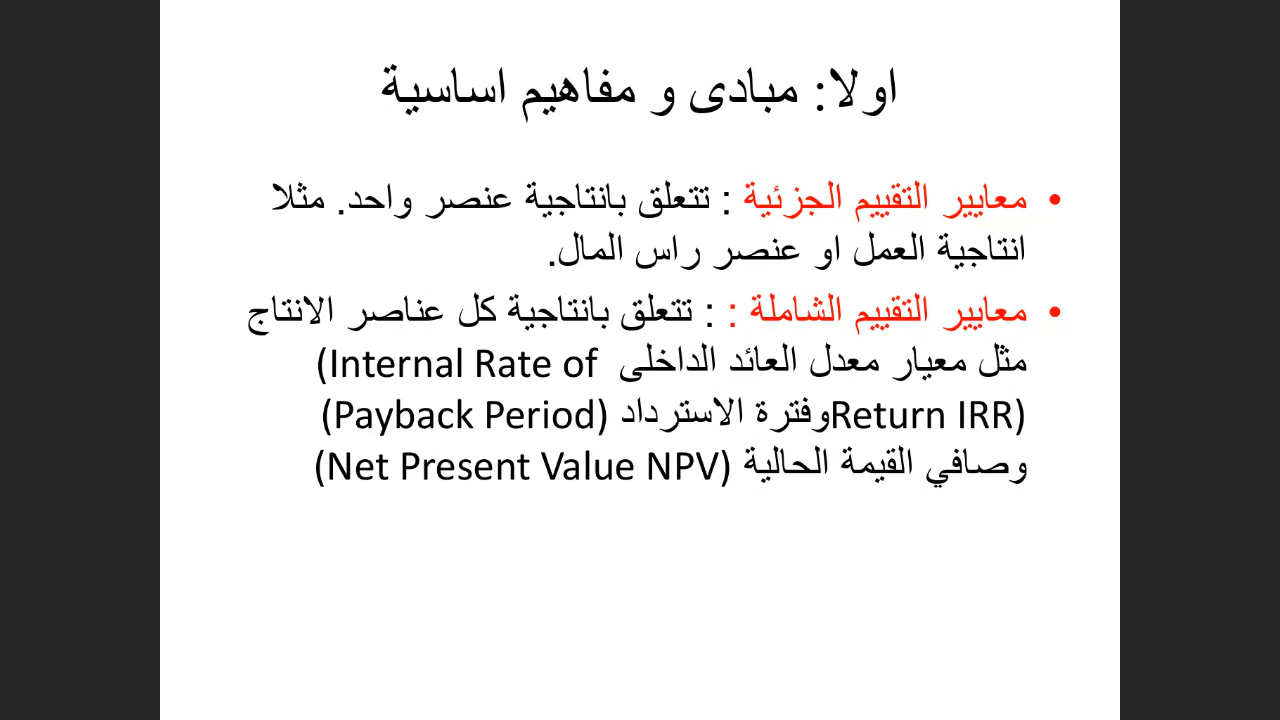 اولا: مبادى و مفاهيم اساسية
• معايير التقييم الجزئية : تتعلق بانتاجية عنصر واحد. مثلا
انتاجية العمل او عنصر راس المال.
• معايير التقييم الشاملة : : تتعلق بانتاجية كل عناصر الانتاج
مثل معيار معدل العائد الداخلى (Internal Rate of
Return IRR) وفترة الاسترداد (Payback Period)
وصافي القيمة الحالية (Net Present Value NPV)